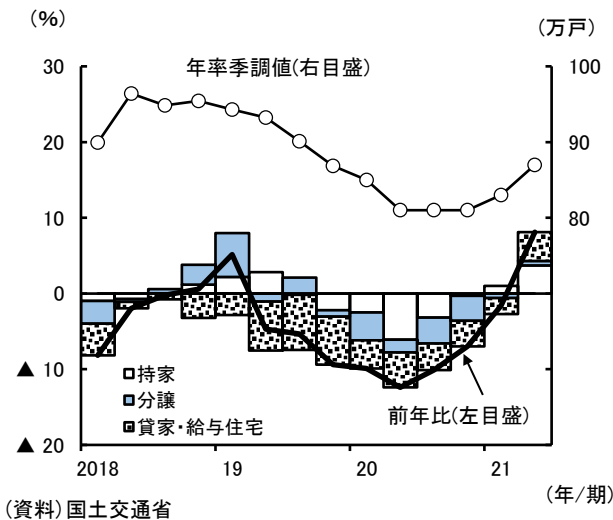 (%)
(万戸)
年率季調値(右目盛)
30
100
20
90
10
80
0
▲
10
▲
20
持家
分譲
貸家・給与住宅
前年比(左目盛)
2018
19
20
21
(年/期)
(資料)国土交通省